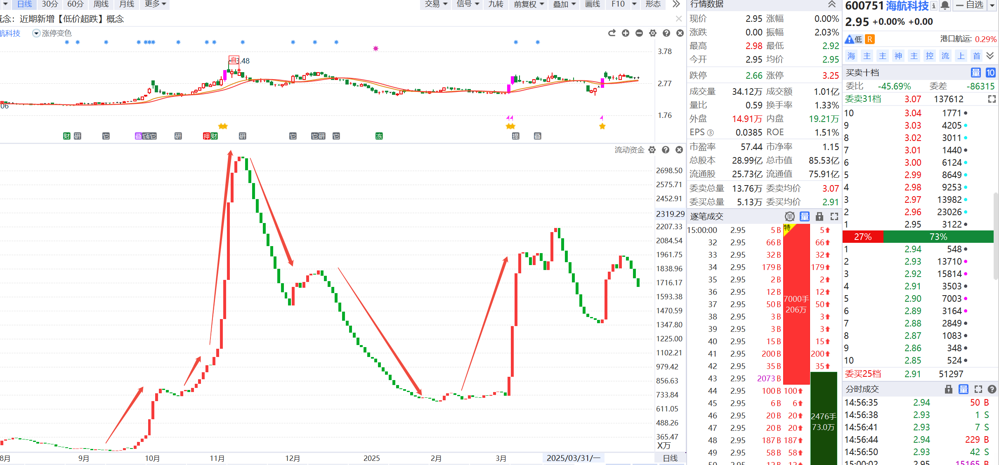 日线 30分 60分 周线 月线 更多 交易 信号 九转 前复权 叠加 画线 F10 形态
概念：近期新增【低价超跌】概念
航科技 涨停变色
3.78
自
3.48
2.77
06
1.76
财 研 它 叠 研 它 研 押 财 研 它 它 研 它 冻 提 叠
流动资金
2698.50
2575.71
2452.91
2319.29
2207.33
2084.54
1961.75
1838.96
1716.17
1593.38
1470.59
1347.80
1225.00
1102.21
979.42
856.63
733.84
611.05
488.26
365.47
X万
8月 9月 10月 11月 12月 2025 2月 3月 2025/03/31/一 日线
行情数据
现价 2.95 涨幅 0.00%
涨跌 0.00 振幅 2.03%
最高 2.98 最低 2.92
今开 2.95 均价 2.95
跌停 2.66 涨停 3.25
成交量 34.12万 成交额 1.01亿
量比 0.59 换手率 1.33%
外盘 14.91万 内盘 19.21万
EPS ③ 0.0385 ROE 1.51%
市盈率 57.44 市净率 1.15
总股本 28.99亿 总市值 85.53亿
流通股 25.73亿 流通值 75.91亿
委卖总量 13.76万 委卖均价 3.07
委买总量 5.13万 委买均价 2.91
逐笔成交 单 量
15:00:00 2.95 5 B 特 5
32 2.95 66 B 66
33 2.95 32 B 32
34 2.95 179 B 179
35 2.95 2 B 2
36 2.95 12 B 12
37 2.95 50 B 50
7000手
206万
38 2.95 3 B 3
39 2.95 3 B 3
40 2.95 15 B 15
41 2.95 200 B 200
42 2.95 35 B 35
43 2.95 2073 B
44 2.95 100 B 100
45 2.95 6 B 6
46 2.95 20 B 20
2476手
73.0万
47 2.95 20 B 20
48 2.95 187 B 187
49 2.95 58 B 58
50 2.95 12 B 12
600751 海航科技 自选
2.95 +0.00% +0.00
低 R 港口航运: 0.29%
海 主 主 神 主 控 流 上 首
买卖十档 量 10
委比 -45.69% 委差 -86315
委卖31档 3.07 137612
10 3.04 1771
9 3.03 4205
8 3.02 3011
7 3.01 1440
6 3.00 6124
5 2.99 8649
4 2.98 9253
3 2.97 13982
2 2.96 23026
1 2.95 3122
27% 73%
1 2.94 548
2 2.93 13710
3 2.92 15814
4 2.91 3503
5 2.90 7003
6 2.89 3164
7 2.88 2849
8 2.87 1083
9 2.86 348
10 2.85 524
委买25档 2.91 51297
分时成交 量
14:56:35 2.94 50 B
14:56:38 2.93 1 S
14:56:41 2.93 7 S
14:56:44 2.94 229 B
14:56:50 2.93 42 S
15:00:02 2.95 15165 B